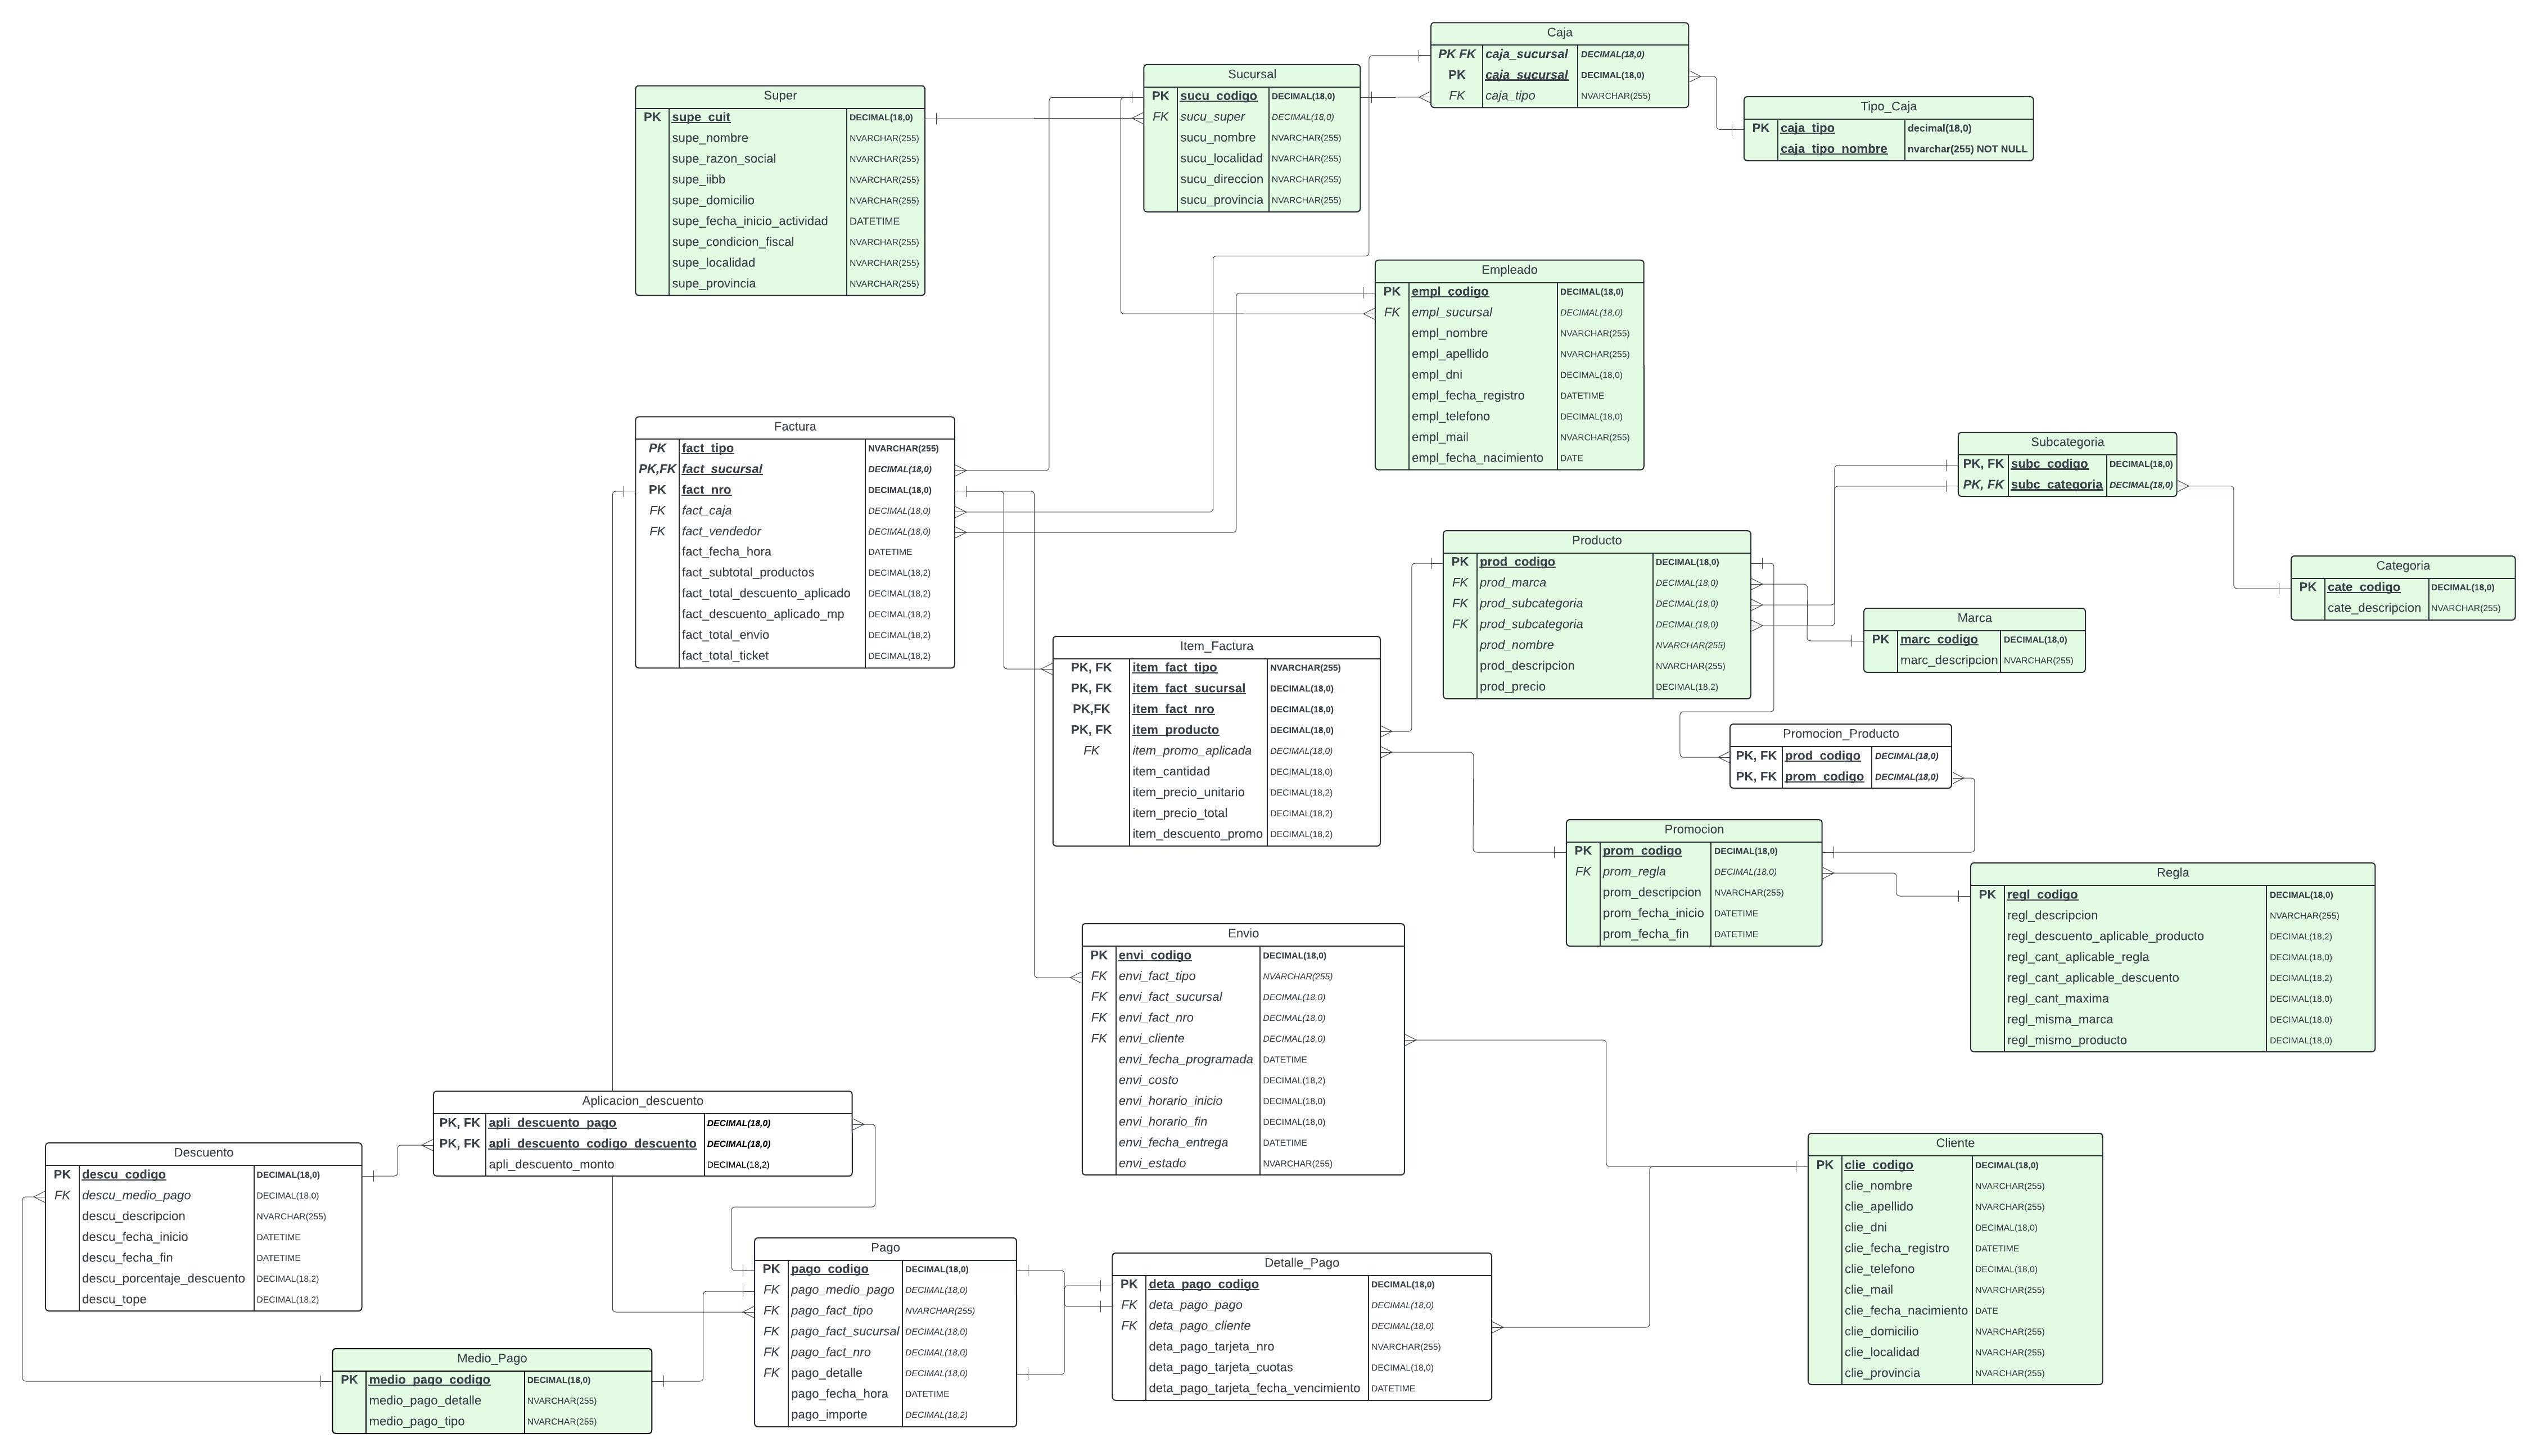 Caja
PK FK caja_sucursal DECIMAL(18,0)
PK caja_sucursal DECIMAL(18,0)
FK caja_tipo NVARCHAR(255)
Sucursal
PK sucu_codigo DECIMAL(18,0)
FK sucu_super DECIMAL(18,0)
sucu_nombre NVARCHAR(255)
sucu_localidad NVARCHAR(255)
sucu_direccion NVARCHAR(255)
sucu_provincia NVARCHAR(255)
Super
PK supe_cuit DECIMAL(18,0)
supe_nombre NVARCHAR(255)
supe_razon_social NVARCHAR(255)
supe_iibb NVARCHAR(255)
supe_domicilio NVARCHAR(255)
supe_fecha_inicio_actividad DATETIME
supe_condicion_fiscal NVARCHAR(255)
supe_localidad NVARCHAR(255)
supe_provincia NVARCHAR(255)
Tipo_Caja
PK caja_tipo decimal(18,0)
caja_tipo_nombre nvarchar(255) NOT NULL
Empleado
PK empl_codigo DECIMAL(18,0)
FK empl_sucursal DECIMAL(18,0)
empl_nombre NVARCHAR(255)
empl_apellido NVARCHAR(255)
empl_dni DECIMAL(18,0)
empl_fecha_registro DATETIME
empl_telefono DECIMAL(18,0)
empl_mail NVARCHAR(255)
empl_fecha_nacimiento DATE
Factura
PK fact_tipo NVARCHAR(255)
PK,FK fact_sucursal DECIMAL(18,0)
PK fact_nro DECIMAL(18,0)
FK fact_caja DECIMAL(18,0)
FK fact_vendedor DECIMAL(18,0)
fact_fecha_hora DATETIME
fact_subtotal_productos DECIMAL(18,2)
fact_total_descuento_aplicado DECIMAL(18,2)
fact_descuento_aplicado_mp DECIMAL(18,2)
fact_total_envio DECIMAL(18,2)
fact_total_ticket DECIMAL(18,2)
Subcategoria
PK, FK subc_codigo DECIMAL(18,0)
PK, FK subc_categoria DECIMAL(18,0)
Producto
PK prod_codigo DECIMAL(18,0)
FK prod_marca DECIMAL(18,0)
FK prod_subcategoria DECIMAL(18,0)
FK prod_subcategoria DECIMAL(18,0)
prod_nombre NVARCHAR(255)
prod_descripcion NVARCHAR(255)
prod_precio DECIMAL(18,2)
Categoria
PK cate_codigo DECIMAL(18,0)
cate_descripcion NVARCHAR(255)
Marca
PK marc_codigo DECIMAL(18,0)
marc_descripcion NVARCHAR(255)
Item_Factura
PK, FK item_fact_tipo NVARCHAR(255)
PK, FK item_fact_sucursal DECIMAL(18,0)
PK,FK item_fact_nro DECIMAL(18,0)
PK, FK item_producto DECIMAL(18,0)
FK item_promo_aplicada DECIMAL(18,0)
item_cantidad DECIMAL(18,0)
item_precio_unitario DECIMAL(18,2)
item_precio_total DECIMAL(18,2)
item_descuento_promo DECIMAL(18,2)
Promocion_Producto
PK, FK prod_codigo DECIMAL(18,0)
PK, FK prom_codigo DECIMAL(18,0)
Promocion
PK prom_codigo DECIMAL(18,0)
FK prom_regla DECIMAL(18,0)
prom_descripcion NVARCHAR(255)
prom_fecha_inicio DATETIME
prom_fecha_fin DATETIME
Regla
PK regl_codigo DECIMAL(18,0)
regl_descripcion NVARCHAR(255)
regl_descuento_aplicable_producto DECIMAL(18,2)
regl_cant_aplicable_regla DECIMAL(18,0)
regl_cant_aplicable_descuento DECIMAL(18,2)
regl_cant_maxima DECIMAL(18,0)
regl_misma_marca DECIMAL(18,0)
regl_mismo_producto DECIMAL(18,0)
Envio
PK envi_codigo DECIMAL(18,0)
FK envi_fact_tipo NVARCHAR(255)
FK envi_fact_sucursal DECIMAL(18,0)
FK envi_fact_nro DECIMAL(18,0)
FK envi_cliente DECIMAL(18,0)
envi_fecha_programada DATETIME
envi_costo DECIMAL(18,2)
envi_horario_inicio DECIMAL(18,0)
envi_horario_fin DECIMAL(18,0)
envi_fecha_entrega DATETIME
envi_estado NVARCHAR(255)
Aplicacion_descuento
PK, FK apli_descuento_pago DECIMAL(18,0)
PK, FK apli_descuento_codigo_descuento DECIMAL(18,0)
apli_descuento_monto DECIMAL(18,2)
Descuento
PK descu_codigo DECIMAL(18,0)
FK descu_medio_pago DECIMAL(18,0)
descu_descripcion NVARCHAR(255)
descu_fecha_inicio DATETIME
descu_fecha_fin DATETIME
descu_porcentaje_descuento DECIMAL(18,2)
descu_tope DECIMAL(18,2)
Cliente
PK clie_codigo DECIMAL(18,0)
clie_nombre NVARCHAR(255)
clie_apellido NVARCHAR(255)
clie_dni DECIMAL(18,0)
clie_fecha_registro DATETIME
clie_telefono DECIMAL(18,0)
clie_mail NVARCHAR(255)
clie_fecha_nacimiento DATE
clie_domicilio NVARCHAR(255)
clie_localidad NVARCHAR(255)
clie_provincia NVARCHAR(255)
Pago
PK pago_codigo DECIMAL(18,0)
FK pago_medio_pago DECIMAL(18,0)
FK pago_fact_tipo NVARCHAR(255)
FK pago_fact_sucursal DECIMAL(18,0)
FK pago_fact_nro DECIMAL(18,0)
FK pago_detalle DECIMAL(18,0)
pago_fecha_hora DATETIME
pago_importe DECIMAL(18,2)
Detalle_Pago
PK deta_pago_codigo DECIMAL(18,0)
FK deta_pago_pago DECIMAL(18,0)
FK deta_pago_cliente DECIMAL(18,0)
deta_pago_tarjeta_nro NVARCHAR(255)
deta_pago_tarjeta_cuotas DECIMAL(18,0)
deta_pago_tarjeta_fecha_vencimiento DATETIME
Medio_Pago
PK medio_pago_codigo DECIMAL(18,0)
medio_pago_detalle NVARCHAR(255)
medio_pago_tipo NVARCHAR(255)